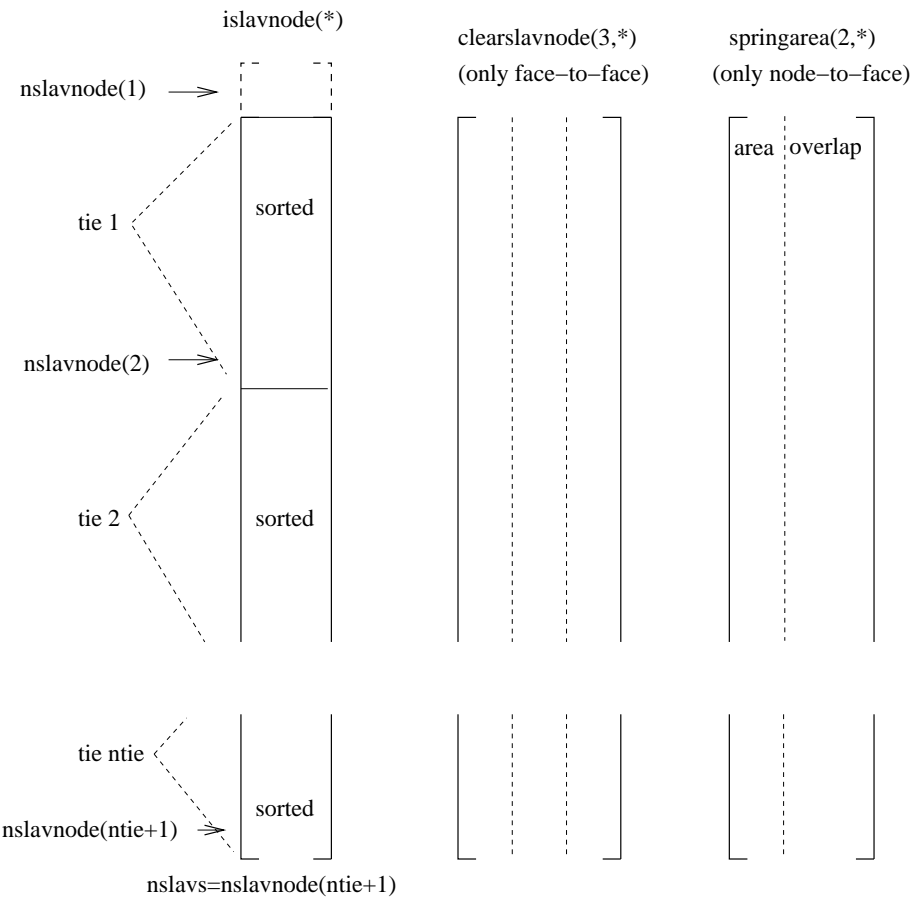 islavnode(*)
clearslavnode(3,*)
(only face−to−face)
springarea(2,*)
(only node−to−face)
nslavnode(1)
area
overlap
tie 1
sorted
nslavnode(2)
tie 2
sorted
tie ntie
sorted
nslavnode(ntie+1)
nslavs=nslavnode(ntie+1)